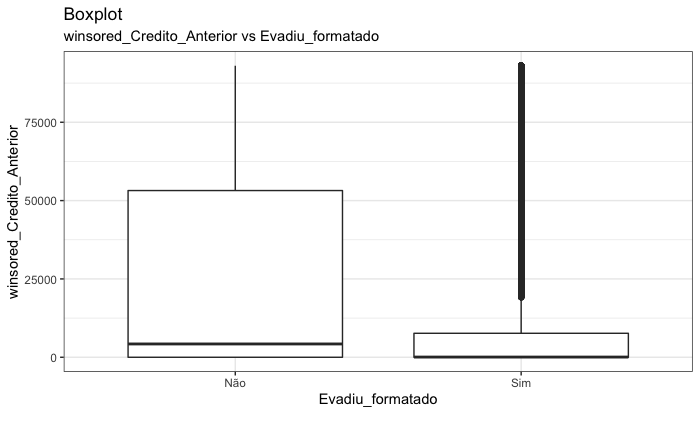 Boxplot
winsored_Credito_Anterior vs Evadiu_formatado
winsored_Credito_Anterior
75000
50000
25000
0
Não
Sim
Evadiu_formatado